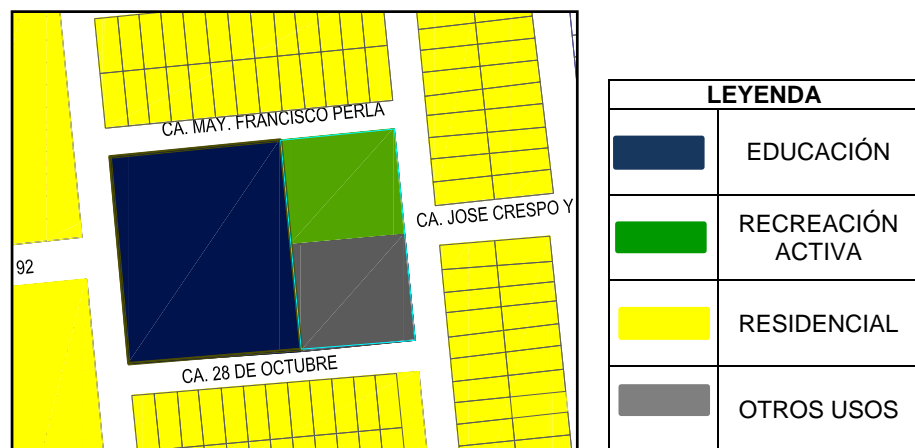 CA. MAY. FRANCISCO PERLA
CA. JOSE CRESPO Y
92
CA. 28 DE OCTUBRE
LEYENDA
EDUCACIÓN
RECREACIÓN
ACTIVA
RESIDENCIAL
OTROS USOS